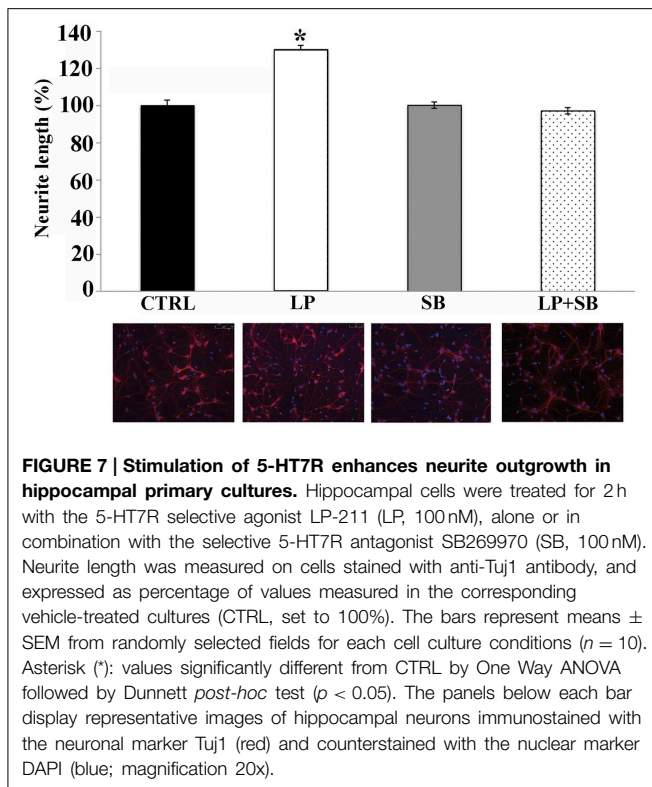 140
120
100
80
60
40
20
0
Neurite length (%)
*
CTRL LP SB LP+SB
FIGURE 7 | Stimulation of 5-HT7R enhances neurite outgrowth in
hippocampal primary cultures. Hippocampal cells were treated for 2 h
with the 5-HT7R selective agonist LP-211 (LP, 100 nM), alone or in
combination with the selective 5-HT7R antagonist SB269970 (SB, 100 nM).
Neurite length was measured on cells stained with anti-Tuj1 antibody, and
expressed as percentage of values measured in the corresponding
vehicle-treated cultures (CTRL, set to 100%). The bars represent means ±
SEM from randomly selected fields for each cell culture conditions (n = 10).
Asterisk (*): values significantly different from CTRL by One Way ANOVA
followed by Dunnett post-hoc test (p < 0.05). The panels below each bar
display representative images of hippocampal neurons immunostained with
the neuronal marker Tuj1 (red) and counterstained with the nuclear marker
DAPI (blue; magnification 20x).